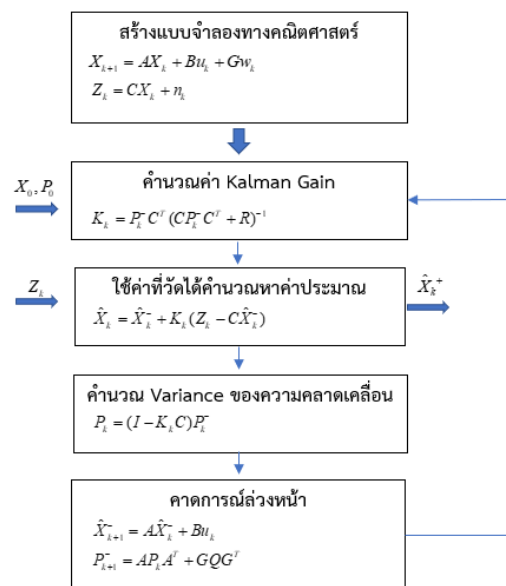 สร้างแบบจำลองทางคณิตศาสตร์
X_{k+1} = AX_k + Bu_k + Gw_k
Z_k = CX_k + n_k
X_0, P_0
คำนวณค่า Kalman Gain
K_k = P_k^- C^T (CP_k^- C^T + R)^{-1}
Z_k
ใช้ค่าที่วัดได้คำนวณหาค่าประมาณ
X̂_k = X̂_k^- + K_k (Z_k − CX̂_k^-)
X̂_k^+
คำนวณ Variance ของความคลาดเคลื่อน
P_k = (I − K_k C)P_k^-
คาดการณ์ล่วงหน้า
X̂_{k+1}^- = AX̂_k^- + Bu_k
P_{k+1}^- = AP_k A^T + GQG^T